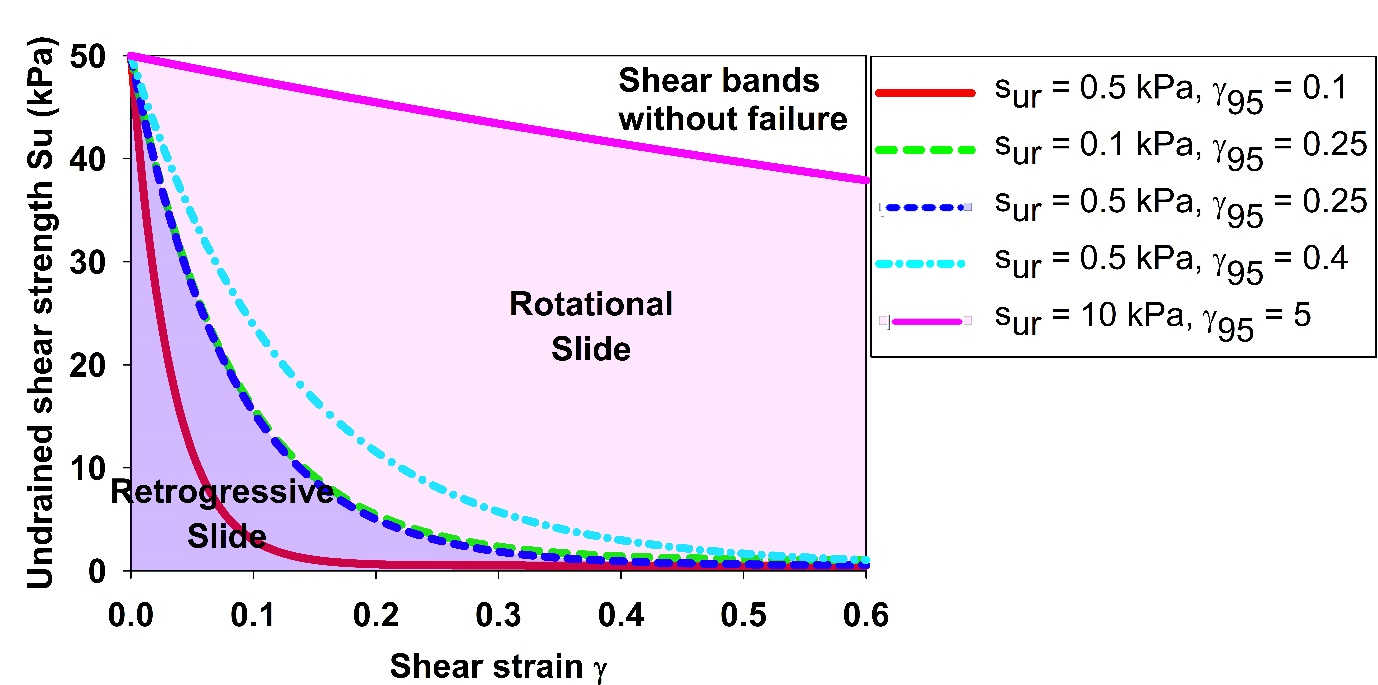 Undrained shear strength Su (kPa)
50
40
30
20
10
0
0.0 0.1 0.2 0.3 0.4 0.5 0.6
Shear strain γ
Shear bands
without failure
Rotational
Slide
Retrogressive
Slide
sur = 0.5 kPa, γ95 = 0.1
sur = 0.1 kPa, γ95 = 0.25
sur = 0.5 kPa, γ95 = 0.25
sur = 0.5 kPa, γ95 = 0.4
sur = 10 kPa, γ95 = 5